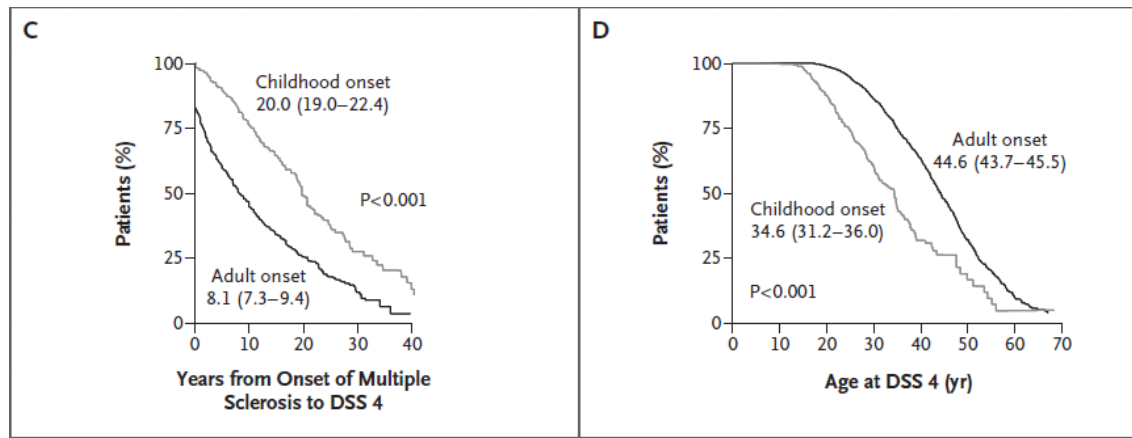 C
100
75
50
25
0
Patients (%)
Childhood onset
20.0 (19.0–22.4)
P<0.001
Adult onset
8.1 (7.3–9.4)
0 10 20 30 40
Years from Onset of Multiple
Sclerosis to DSS 4
D
100
75
50
25
0
Patients (%)
Adult onset
44.6 (43.7–45.5)
Childhood onset
34.6 (31.2–36.0)
P<0.001
0 10 20 30 40 50 60 70
Age at DSS 4 (yr)